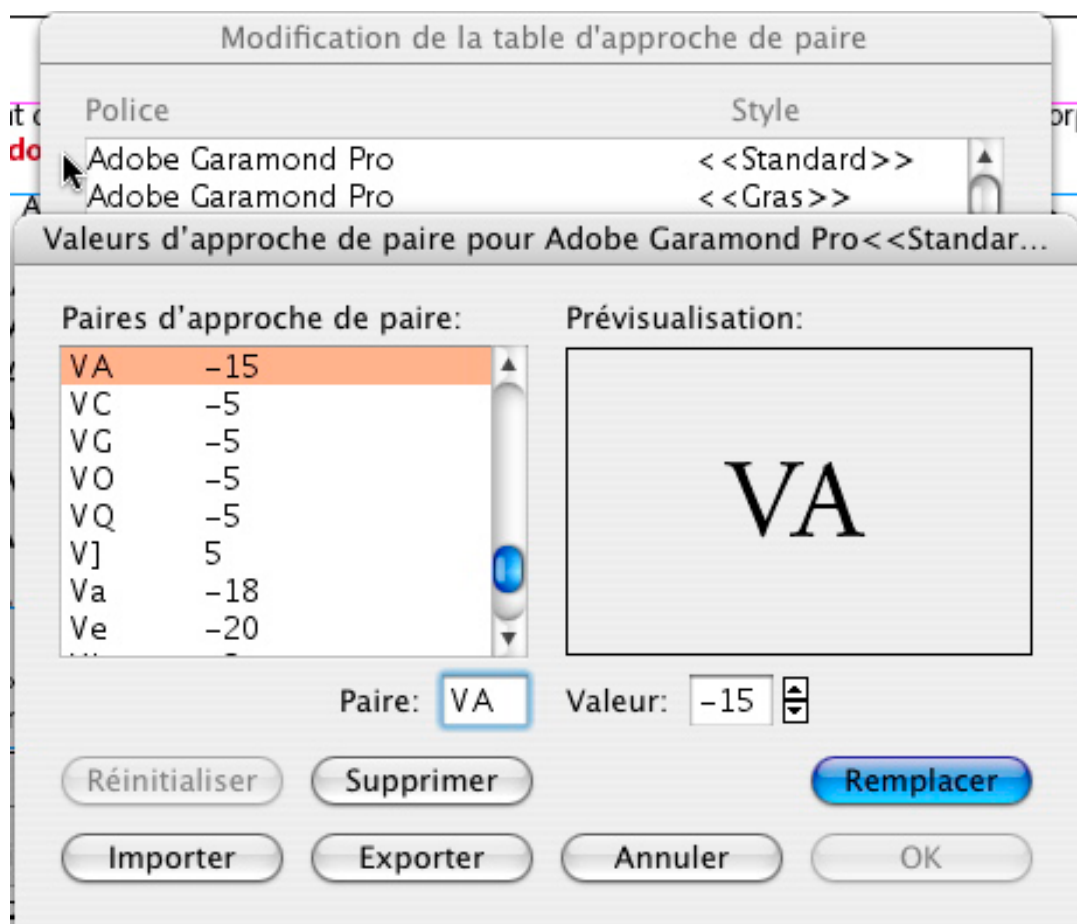 Modification de la table d'approche de paire
Police Style
Adobe Garamond Pro <<Standard>>
Adobe Garamond Pro <<Gras>>
Valeurs d'approche de paire pour Adobe Garamond Pro<<Standar...
Paires d'approche de paire: Prévisualisation:
VA -15
VC -5
VG -5
VO -5
VQ -5
V] 5
Va -18
Ve -20
VA
Paire: VA Valeur: -15
Réinitialiser Supprimer Remplacer
Importer Exporter Annuler OK